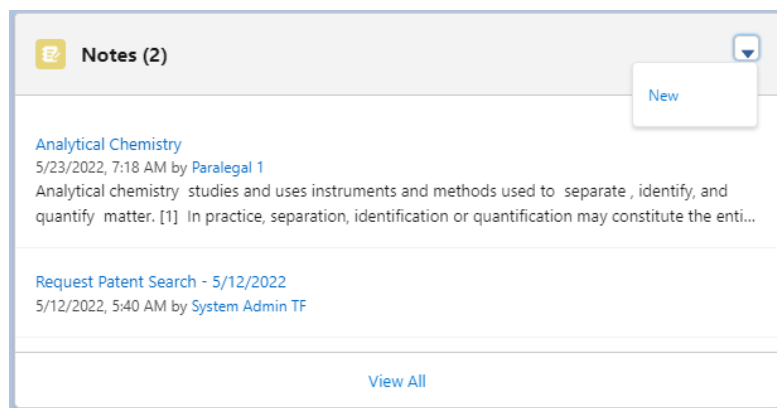 Notes (2)
New
Analytical Chemistry
5/23/2022, 7:18 AM by Paralegal 1
Analytical chemistry studies and uses instruments and methods used to separate , identify, and
quantify matter. [1] In practice, separation, identification or quantification may constitute the enti...
Request Patent Search - 5/12/2022
5/12/2022, 5:40 AM by System Admin TF
View All